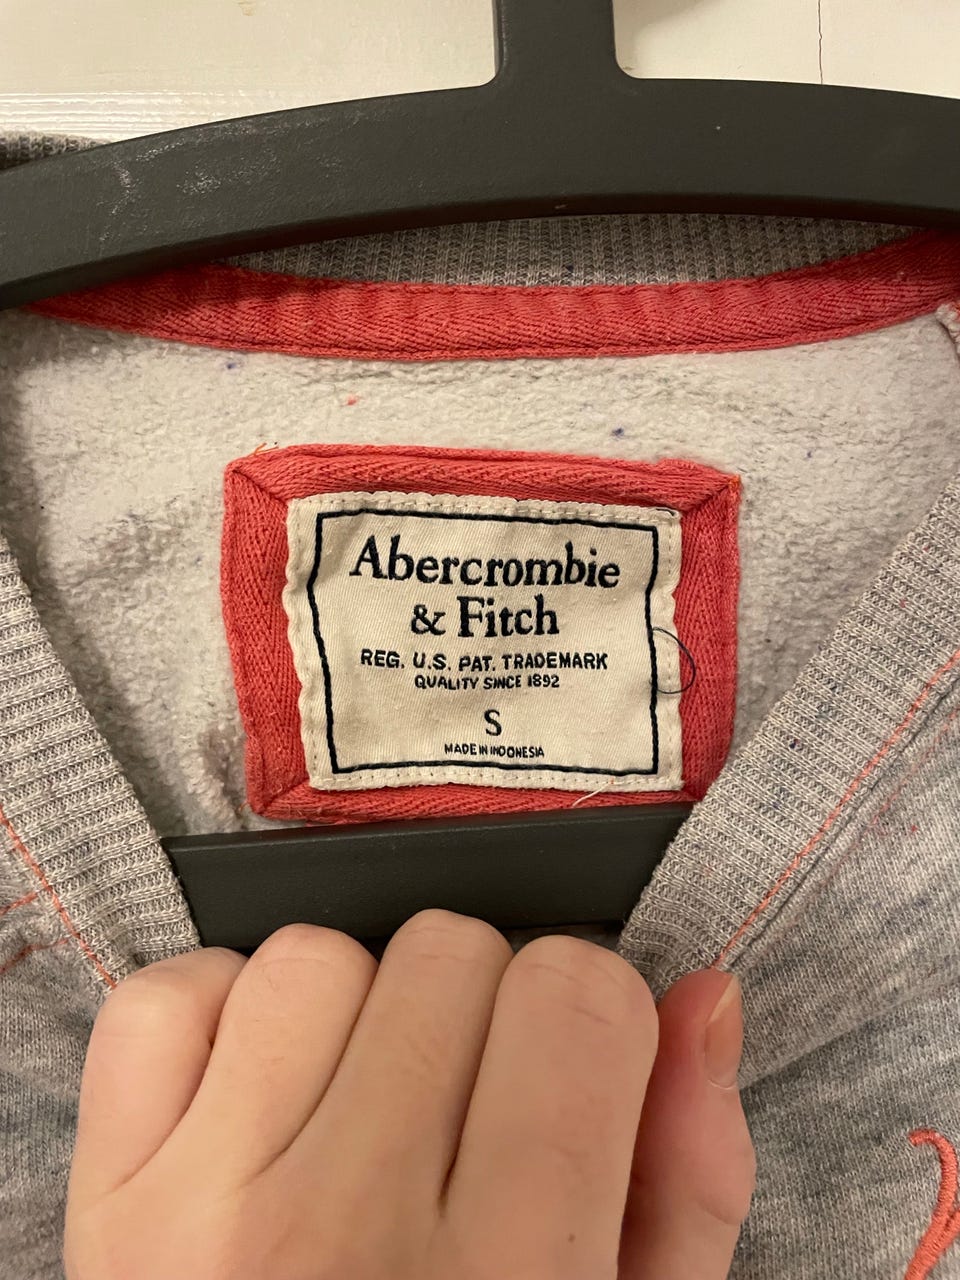 Abercrombie
& Fitch
REG. U.S. PAT. TRADEMARK
QUALITY SINCE 1892
S
MADE IN INDONESIA